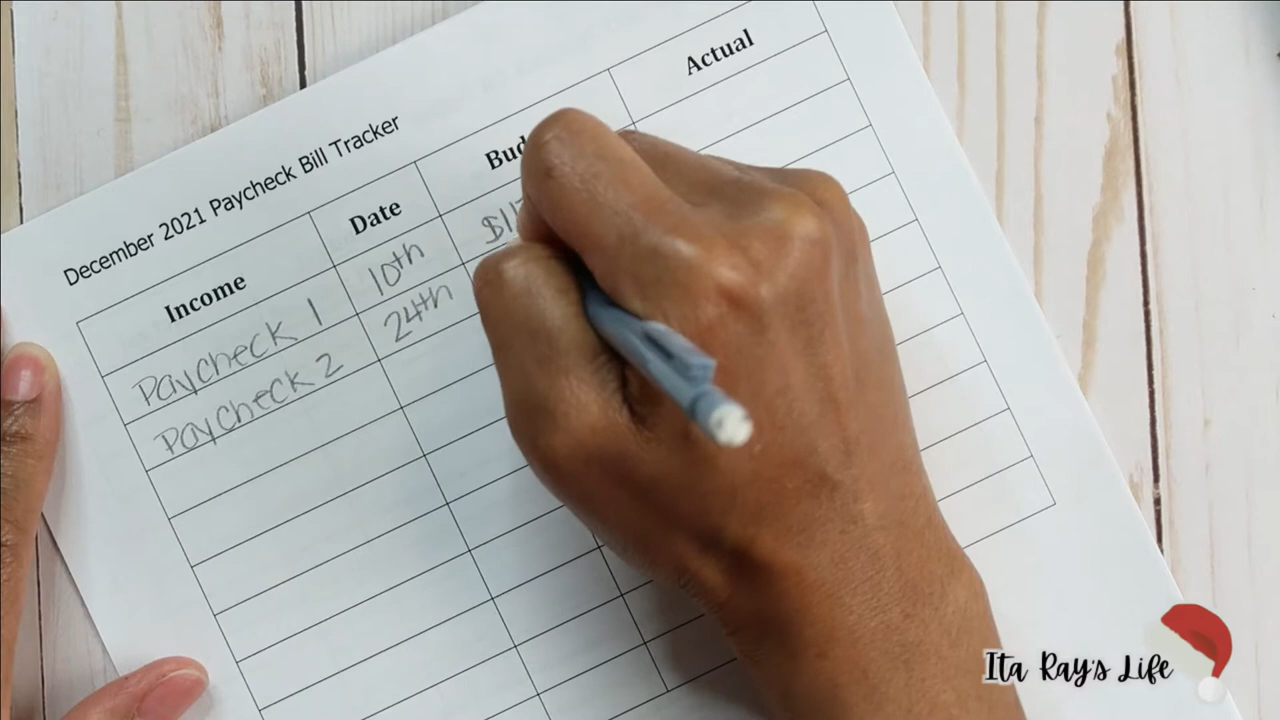 December 2021 Paycheck Bill Tracker
Income Date Actual
Paycheck 1 10th
Paycheck 2 24th
Ita Ray's Life